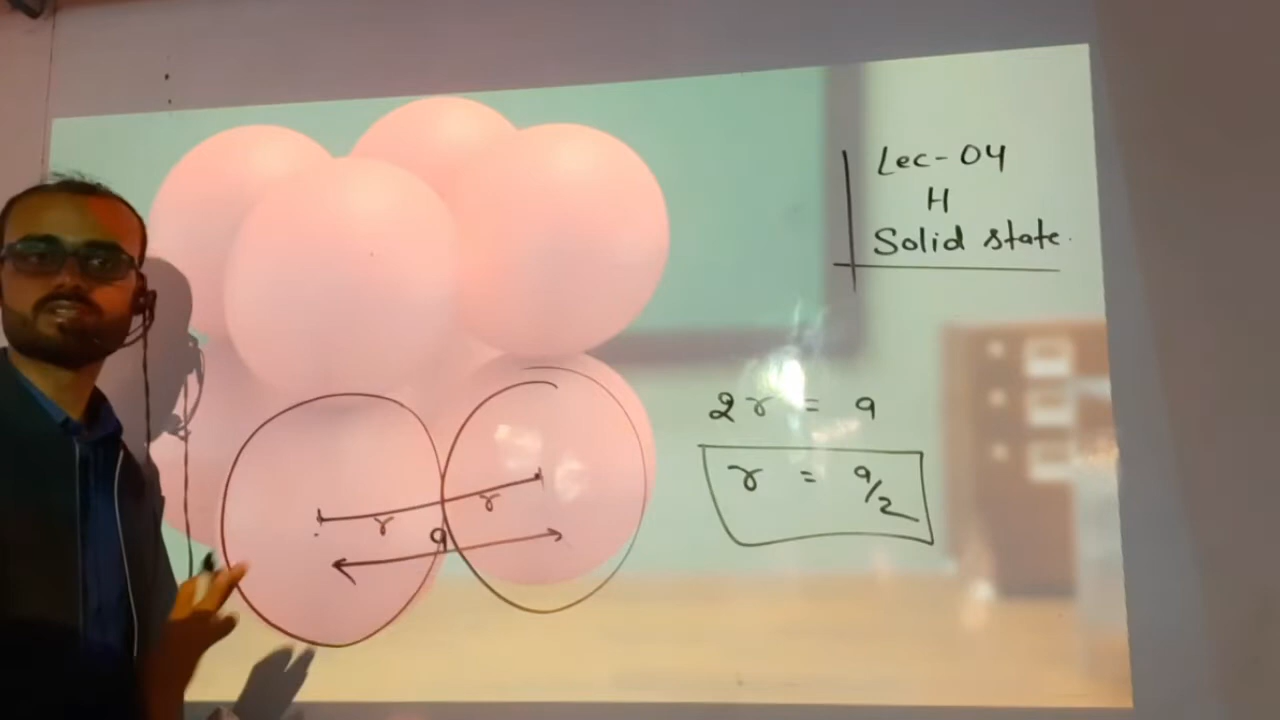 Lec-04
H
Solid state.
2r = a
r = a/2
r
r
a